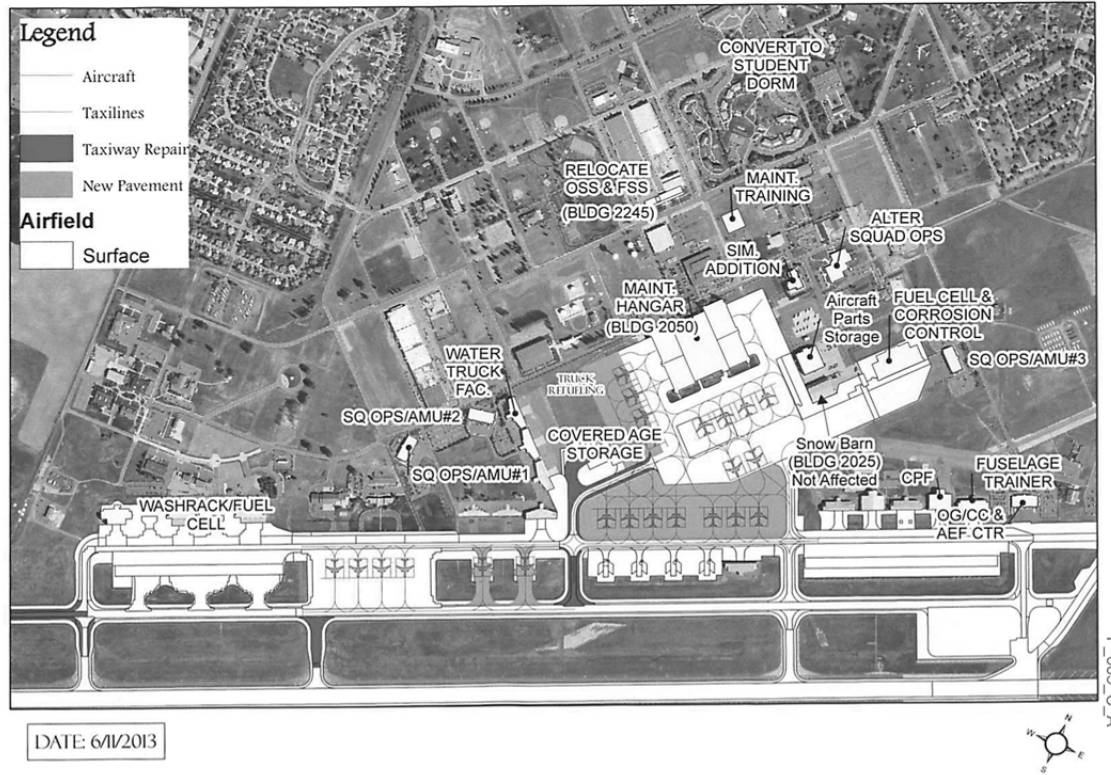 Legend
Aircraft
Taxilines
Taxiway Repair
New Pavement
Airfield
Surface
CONVERT TO
STUDENT
DORM
RELOCATE
OSS & FSS
(BLDG 2245)
MAINT.
TRAINING
ALTER
SQUAD OPS
SIM.
ADDITION
MAINT.
HANGAR
(BLDG 2050)
Aircraft
Parts
Storage
FUEL CELL &
CORROSION
CONTROL
SQ OPS/AMU#3
WATER
TRUCK
FAC.
TRUCK
REFUELING
SQ OPS/AMU#2
COVERED AGE
STORAGE
SQ OPS/AMU#1
Snow Barn
(BLDG 2025)
Not Affected
CPF
FUSELAGE
TRAINER
OG/CC &
AEF CTR
WASHRACK/FUEL
CELL
DATE: 6/11/2013
N
W
E
S